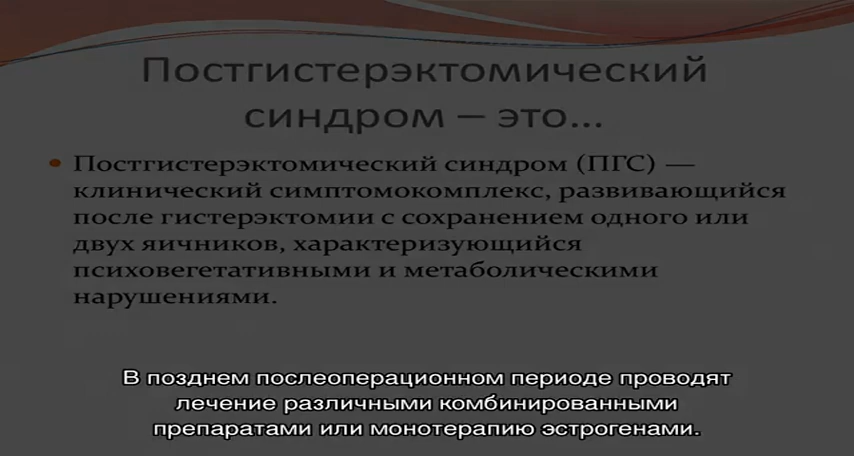 Постгистерэктомический
синдром – это...
Постгистерэктомический синдром (ПГС) —
клинический симптомокомплекс, развивающийся
после гистерэктомии с сохранением одного или
двух яичников, характеризующийся
психовегетативными и метаболическими
нарушениями.
В позднем послеоперационном периоде проводят
лечение различными комбинированными
препаратами или монотерапию эстрогенами.